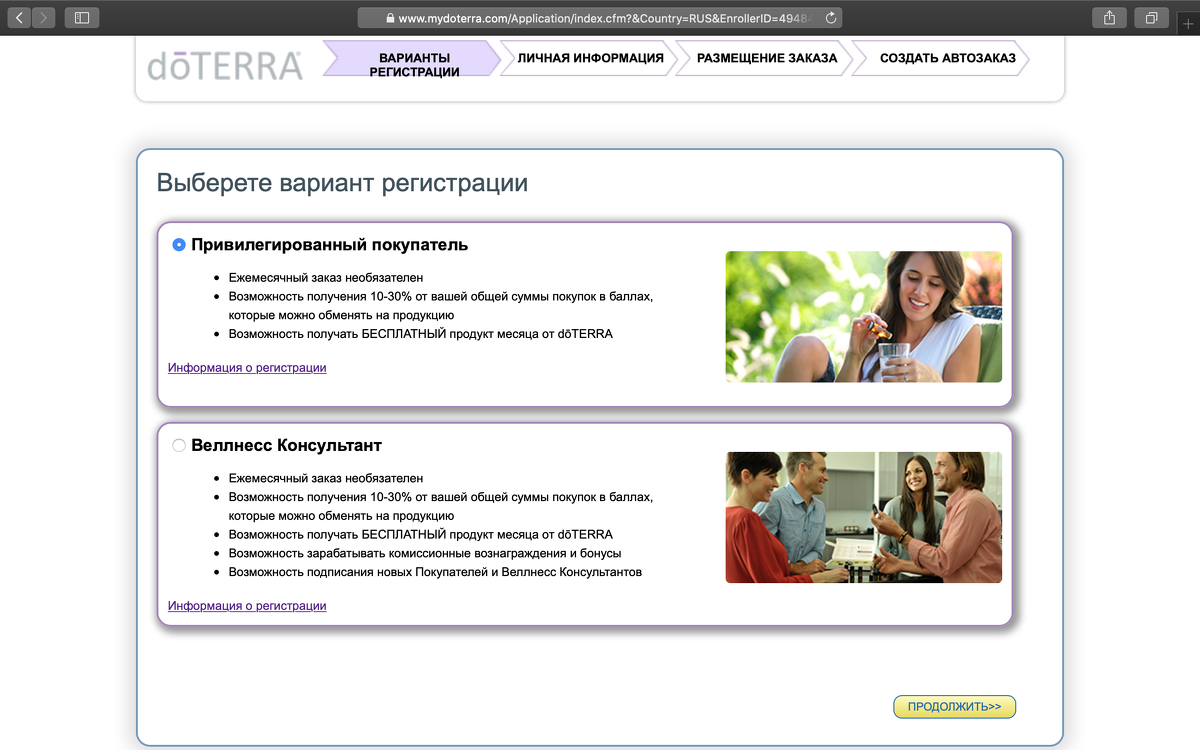 www.mydoterra.com/Application/index.cfm?&Country=RUS&EnrollerID=4948
dōTERRA
ВАРИАНТЫ
РЕГИСТРАЦИИ
ЛИЧНАЯ ИНФОРМАЦИЯ
РАЗМЕЩЕНИЕ ЗАКАЗА
СОЗДАТЬ АВТОЗАКАЗ
Выберете вариант регистрации
Привилегированный покупатель
Ежемесячный заказ необязателен
Возможность получения 10-30% от вашей общей суммы покупок в баллах,
которые можно обменять на продукцию
Возможность получать БЕСПЛАТНЫЙ продукт месяца от dōTERRA
Информация о регистрации
Веллнесс Консультант
Ежемесячный заказ необязателен
Возможность получения 10-30% от вашей общей суммы покупок в баллах,
которые можно обменять на продукцию
Возможность получать БЕСПЛАТНЫЙ продукт месяца от dōTERRA
Возможность зарабатывать комиссионные вознаграждения и бонусы
Возможность подписания новых Покупателей и Веллнесс Консультантов
Информация о регистрации
ПРОДОЛЖИТЬ>>